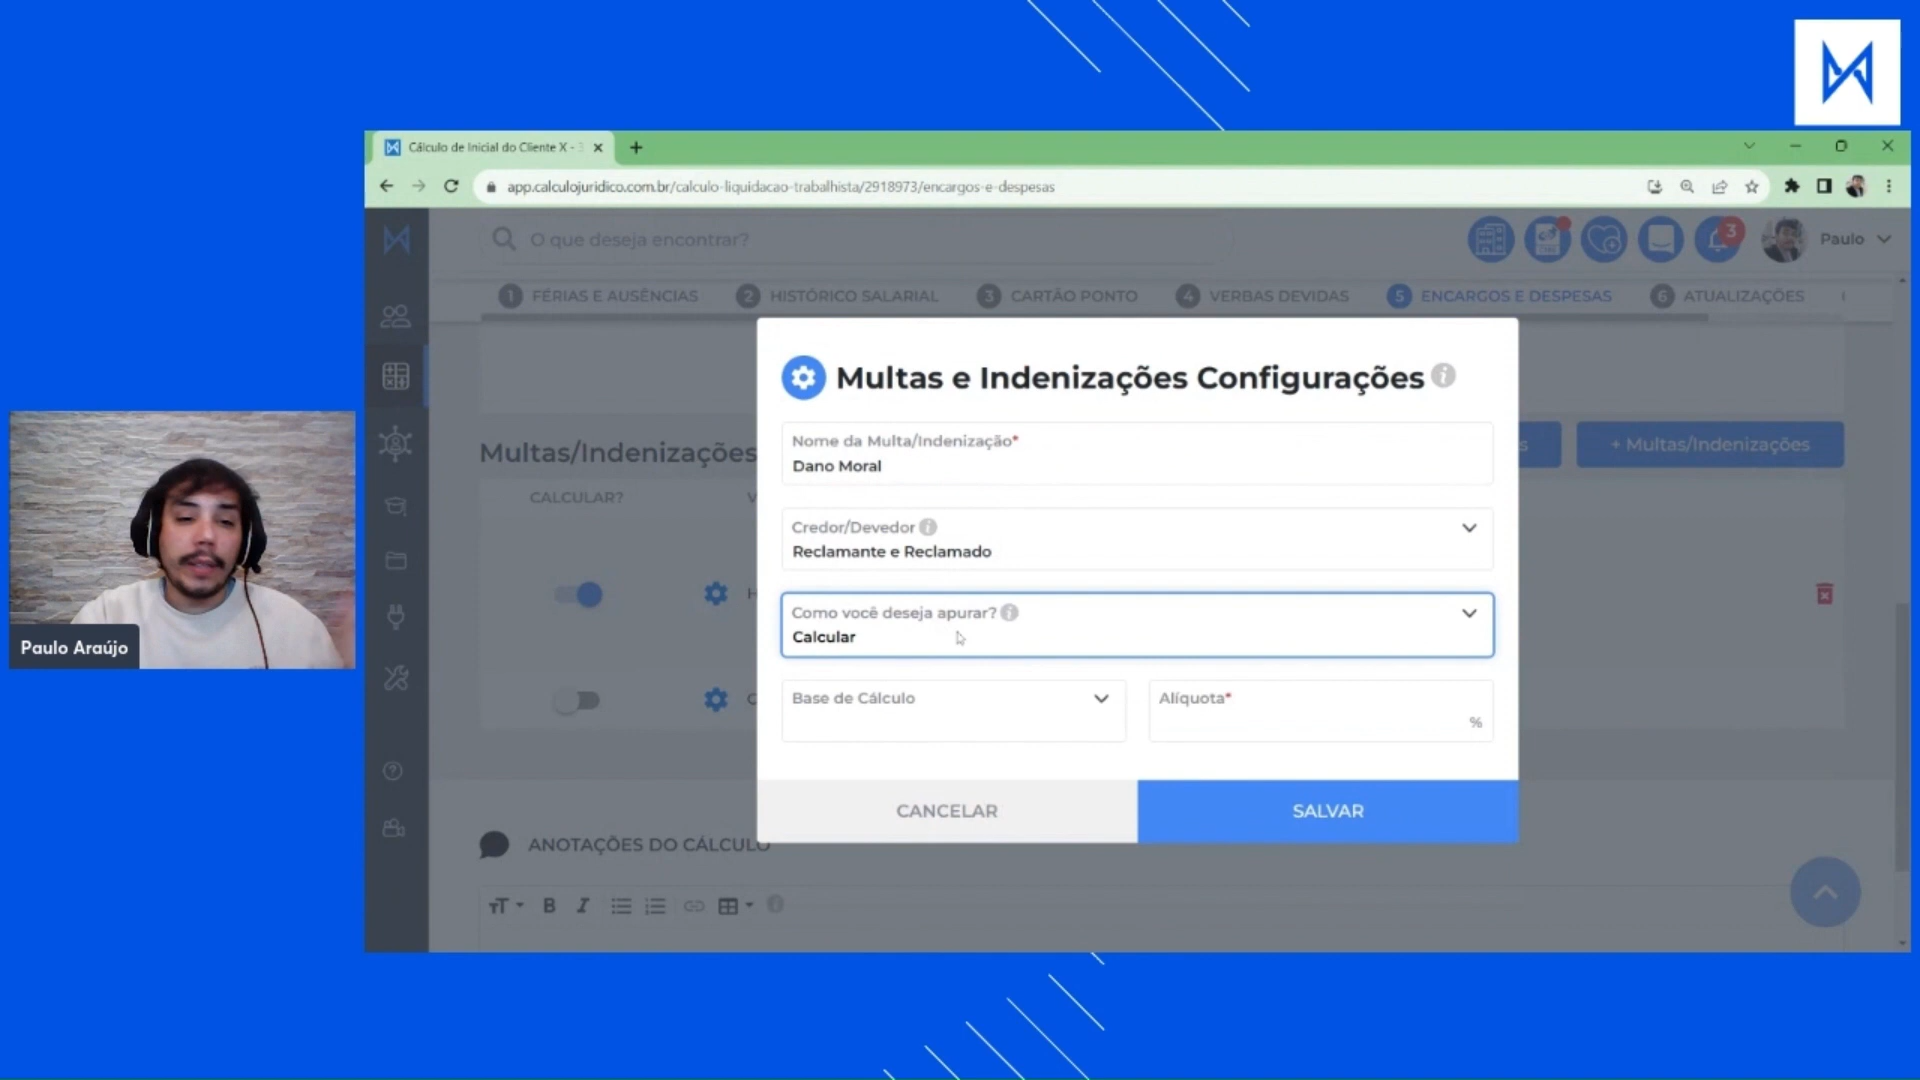 Cálculo de Inicial do Cliente X -
app.calculojuridico.com.br/calculo-liquidacao-trabalhista/2918973/encargos-e-despesas
O que deseja encontrar?
3
Paulo
1 FÉRIAS E AUSÊNCIAS
2 HISTÓRICO SALARIAL
3 CARTÃO PONTO
4 VERBAS DEVIDAS
5 ENCARGOS E DESPESAS
6 ATUALIZAÇÕES
Multas e Indenizações Configurações
Nome da Multa/Indenização*
Dano Moral
Multas/Indenizações
s
+ Multas/Indenizações
CALCULAR?
Credor/Devedor
Reclamante e Reclamado
Como você deseja apurar?
Calcular
Base de Cálculo
Alíquota*
%
CANCELAR
SALVAR
ANOTAÇÕES DO CÁLCULO
Paulo Araújo